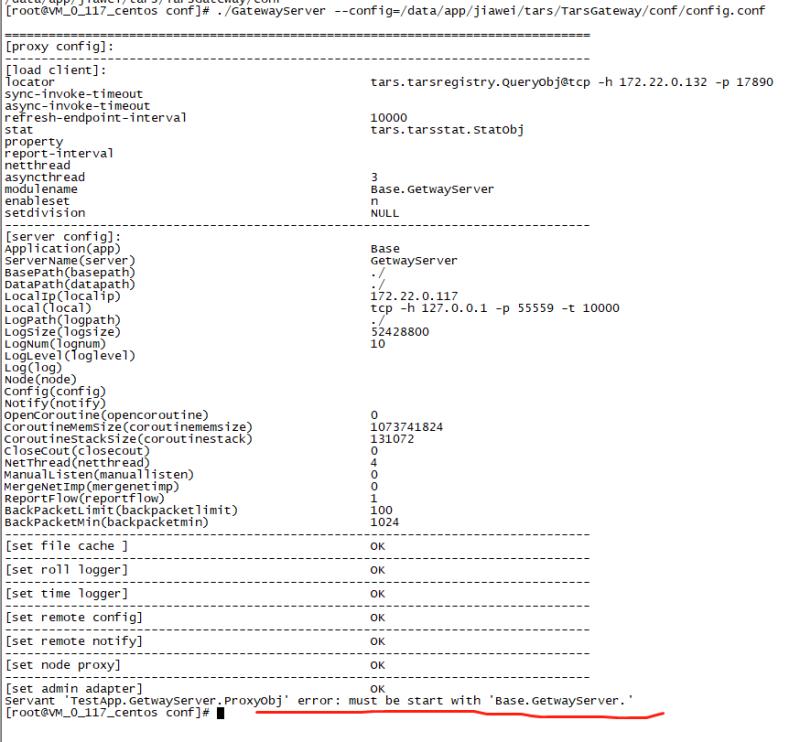 [root@VM_0_117_centos conf]# ./GatewayServer --config=/data/app/jiawei/tars/TarsGateway/conf/config.conf
================================================================================
[proxy config]:
--------------------------------------------------------------------------------
[load client]:
locator tars.tarsregistry.QueryObj@tcp -h 172.22.0.132 -p 17890
sync-invoke-timeout
async-invoke-timeout
refresh-endpoint-interval 10000
stat tars.tarsstat.StatObj
property
report-interval
netthread
asyncthread 3
modulename Base.GetwayServer
enableset n
setdivision NULL
--------------------------------------------------------------------------------
[server config]:
Application(app) Base
ServerName(server) GetwayServer
BasePath(basepath) ./
DataPath(datapath) ./
LocalIp(localip) 172.22.0.117
Local(local) tcp -h 127.0.0.1 -p 55559 -t 10000
LogPath(logpath) ./
LogSize(logsize) 52428800
LogNum(lognum) 10
LogLevel(loglevel)
Log(log)
Node(node)
Config(config)
Notify(notify)
OpenCoroutine(opencoroutine) 0
CoroutineMemSize(coroutinememsize) 1073741824
CoroutineStackSize(coroutinestack) 131072
CloseCout(closecout) 0
NetThread(netthread) 4
ManualListen(manuallisten) 0
MergeNetImp(mergenetimp) 0
ReportFlow(reportflow) 1
BackPacketLimit(backpacketlimit) 100
BackPacketMin(backpacketmin) 1024
--------------------------------------------------------------------------------
[set file cache ] OK
--------------------------------------------------------------------------------
[set roll logger] OK
--------------------------------------------------------------------------------
[set time logger] OK
--------------------------------------------------------------------------------
[set remote config] OK
--------------------------------------------------------------------------------
[set remote notify] OK
--------------------------------------------------------------------------------
[set node proxy] OK
--------------------------------------------------------------------------------
[set admin adapter] OK
Servant 'TestApp.GetwayServer.ProxyObj' error: must be start with 'Base.GetwayServer.'
[root@VM_0_117_centos conf]#